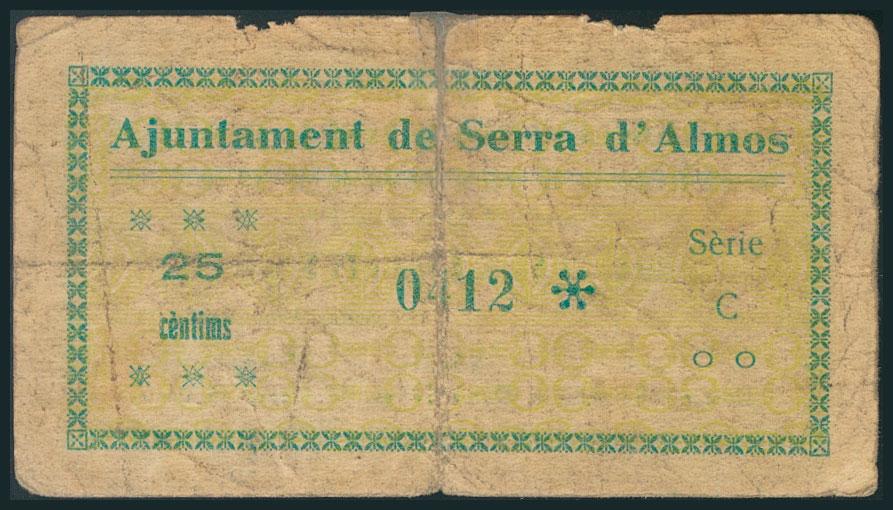 Ajuntament de Serra d'Almos
25
cèntims
0412 *
Sèrie
C